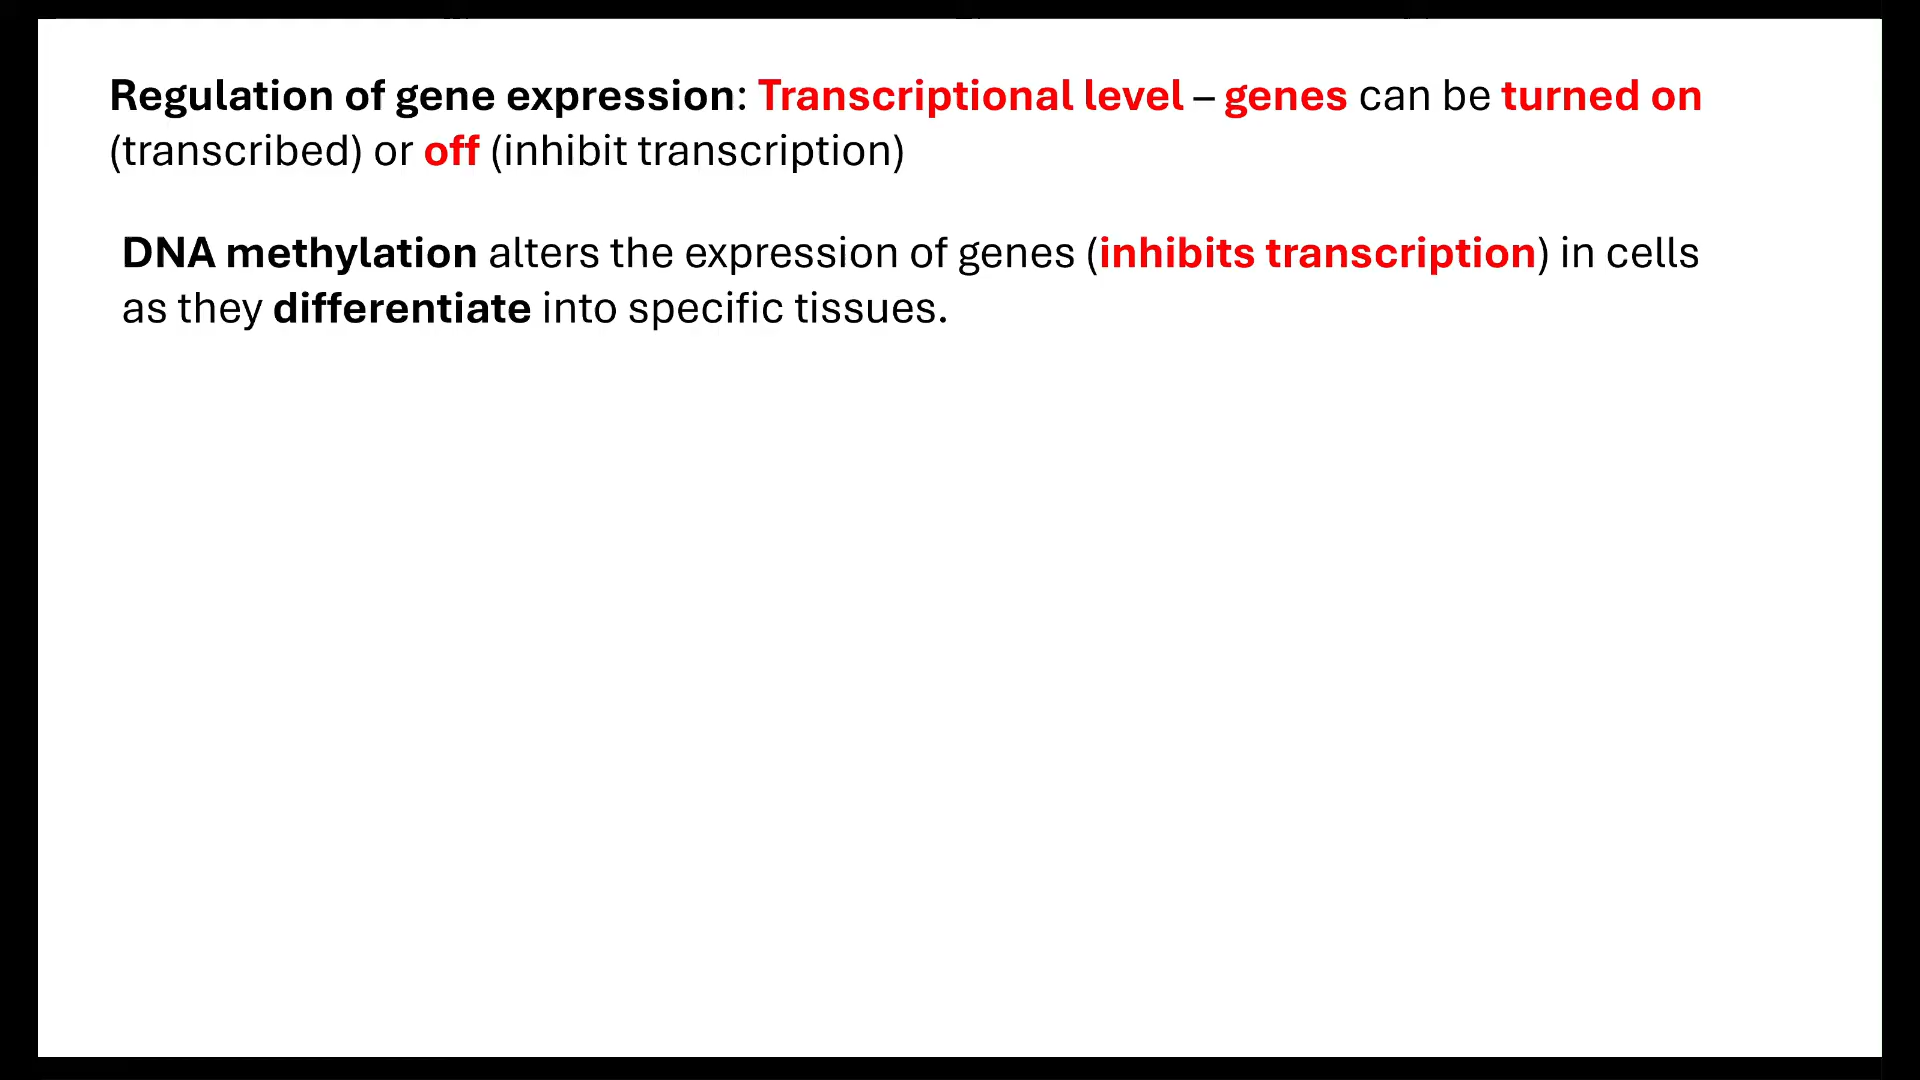 Regulation of gene expression: Transcriptional level – genes can be turned on
(transcribed) or off (inhibit transcription)
DNA methylation alters the expression of genes (inhibits transcription) in cells
as they differentiate into specific tissues.